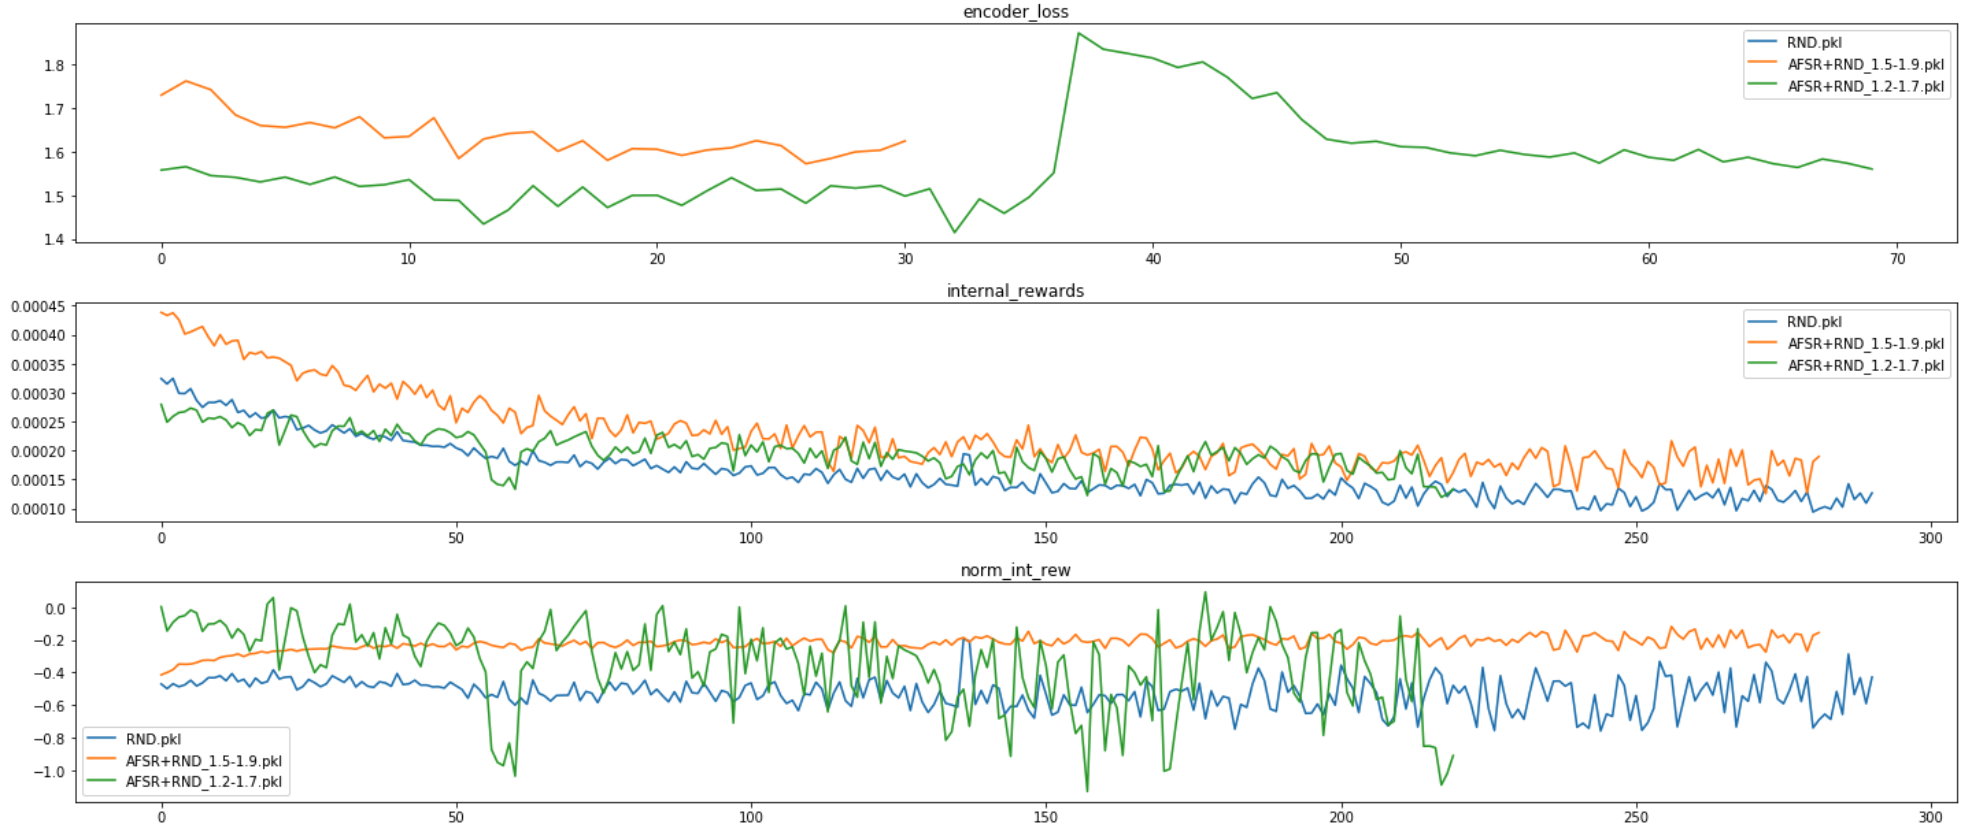 encoder_loss
1.8
1.7
1.6
1.5
1.4
RND.pkl
AFSR+RND_1.5-1.9.pkl
AFSR+RND_1.2-1.7.pkl
0 10 20 30 40 50 60 70
internal_rewards
0.00045
0.00040
0.00035
0.00030
0.00025
0.00020
0.00015
0.00010
RND.pkl
AFSR+RND_1.5-1.9.pkl
AFSR+RND_1.2-1.7.pkl
0 50 100 150 200 250 300
norm_int_rew
0.0
−0.2
−0.4
−0.6
−0.8
−1.0
RND.pkl
AFSR+RND_1.5-1.9.pkl
AFSR+RND_1.2-1.7.pkl
0 50 100 150 200 250 300